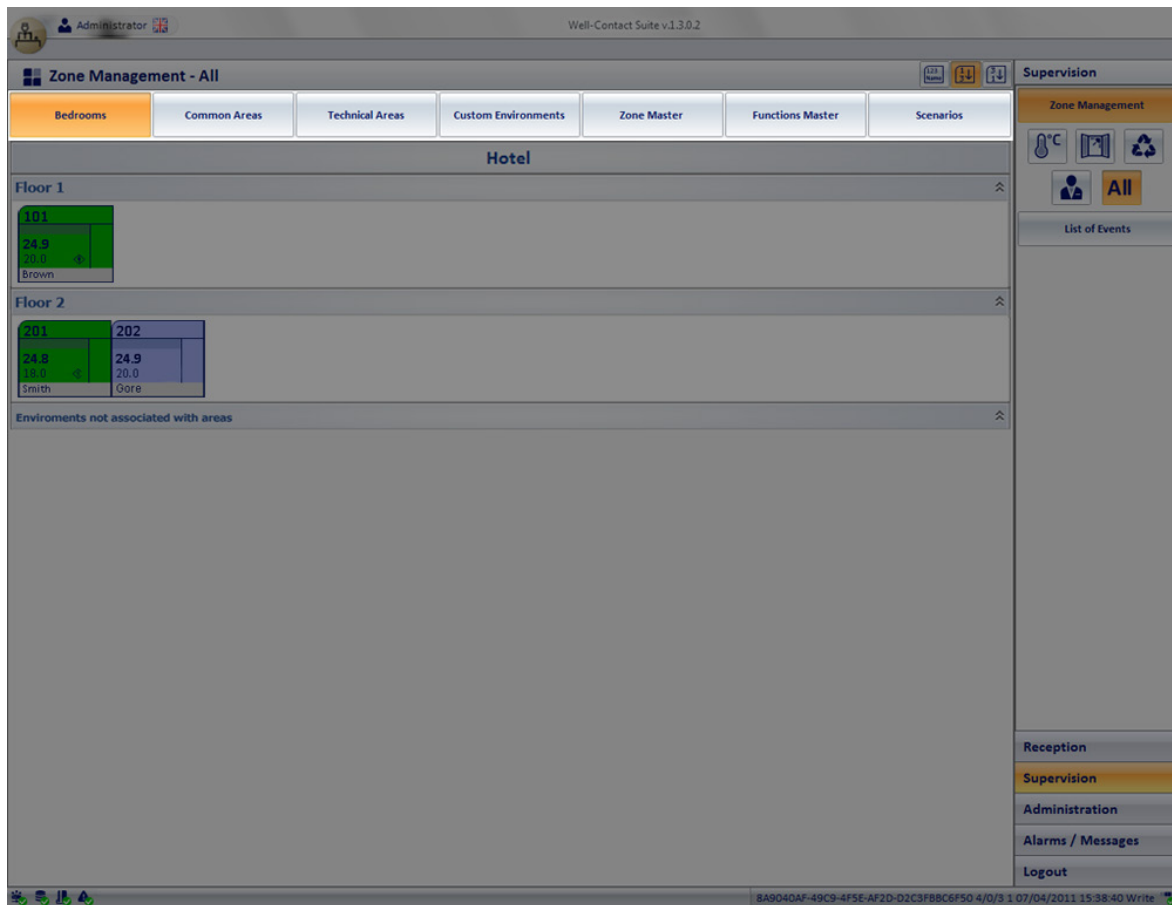 Administrator
Well-Contact Suite v.1.3.0.2
Zone Management - All
Supervision
Bedrooms
Common Areas
Technical Areas
Custom Environments
Zone Master
Functions Master
Scenarios
Zone Management
°C
All
List of Events
Hotel
Floor 1
101
24.9
20.0
Brown
Floor 2
201
24.8
18.0
Smith
202
24.9
20.0
Gore
Enviroments not associated with areas
Reception
Supervision
Administration
Alarms / Messages
Logout
8A9040AF-49C9-4F5E-AF2D-D2C3FBBC6F50 4/0/3 1 07/04/2011 15:38:40 Write